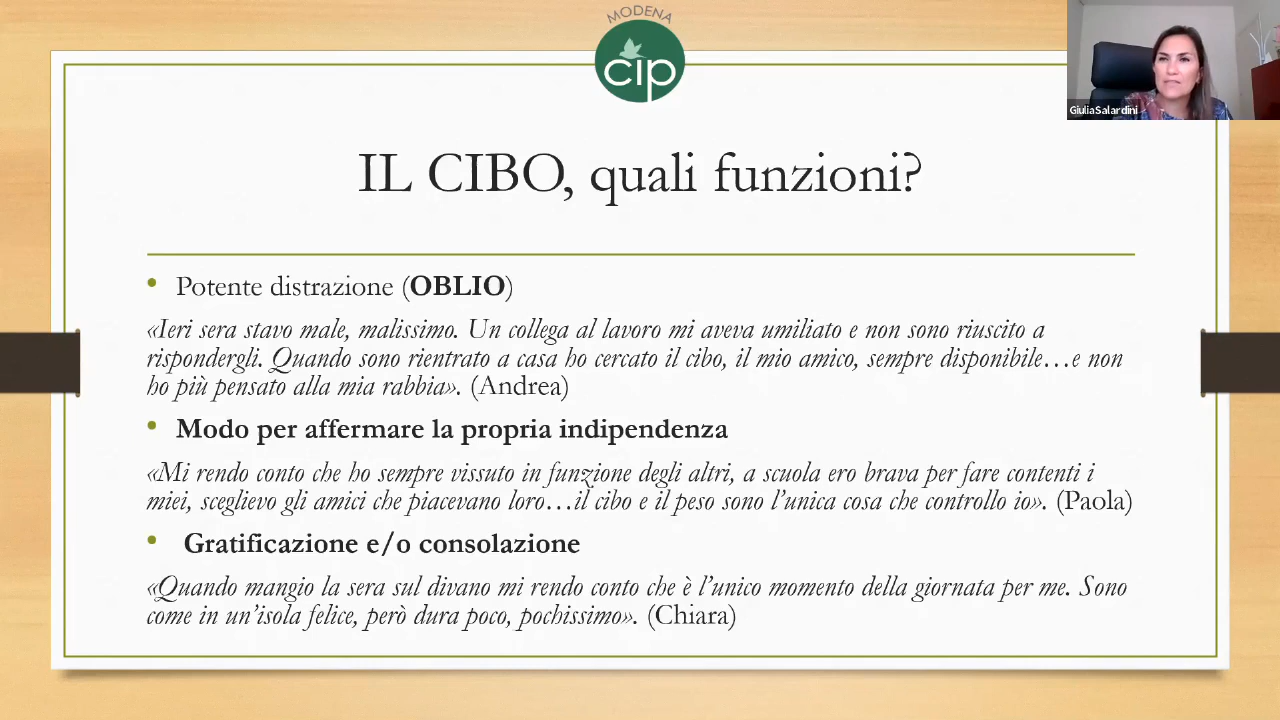 MODENA
cip
GiuliaSalardini
IL CIBO, quali funzioni?
• Potente distrazione (OBLIO)
«Ieri sera stavo male, malissimo. Un collega al lavoro mi aveva umiliato e non sono riuscito a
rispondergli. Quando sono rientrato a casa ho cercato il cibo, il mio amico, sempre disponibile…e non
ho più pensato alla mia rabbia». (Andrea)
• Modo per affermare la propria indipendenza
«Mi rendo conto che ho sempre vissuto in funzione degli altri, a scuola ero brava per fare contenti i
miei, sceglievo gli amici che piacevano loro…il cibo e il peso sono l’unica cosa che controllo io». (Paola)
• Gratificazione e/o consolazione
«Quando mangio la sera sul divano mi rendo conto che è l’unico momento della giornata per me. Sono
come in un’isola felice, però dura poco, pochissimo». (Chiara)